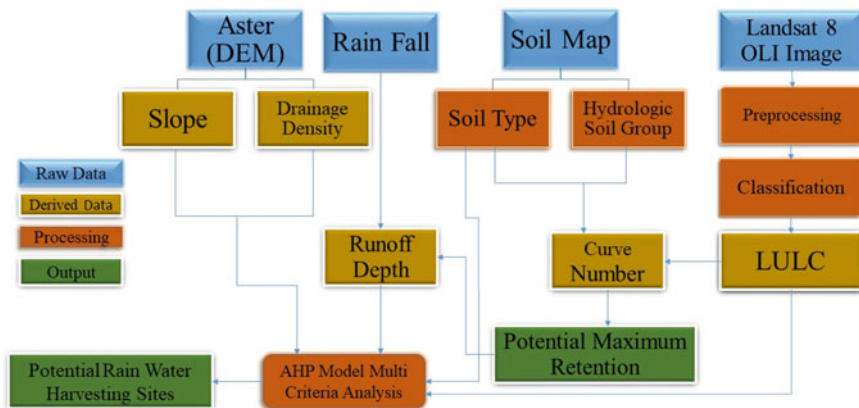 Aster
(DEM)
Rain Fall
Soil Map
Landsat 8
OLI Image
Slope
Drainage
Density
Soil Type
Hydrologic
Soil Group
Preprocessing
Raw Data
Derived Data
Processing
Output
Classification
Runoff
Depth
Curve
Number
LULC
Potential Maximum
Retention
Potential Rain Water
Harvesting Sites
AHP Model Multi
Criteria Analysis